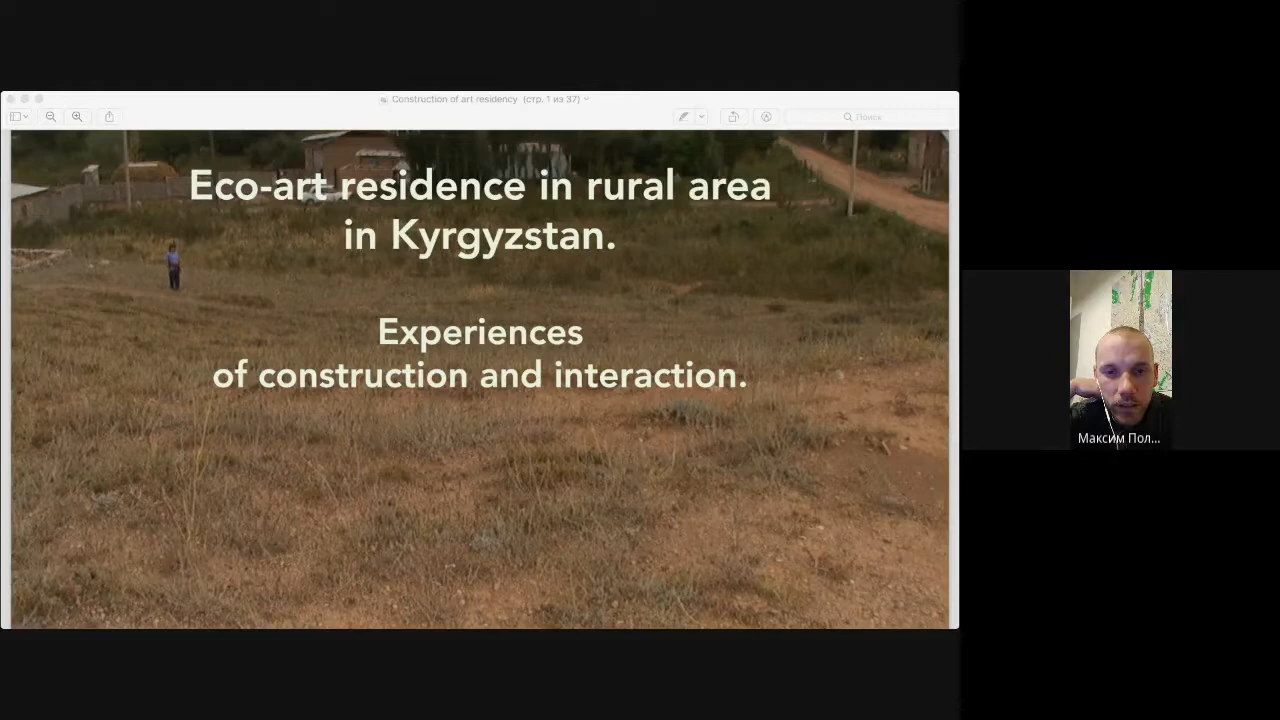 Construction of art residency (стр. 1 из 37)
Поиск
Eco-art residence in rural area
in Kyrgyzstan.
Experiences
of construction and interaction.
Максим Пол...